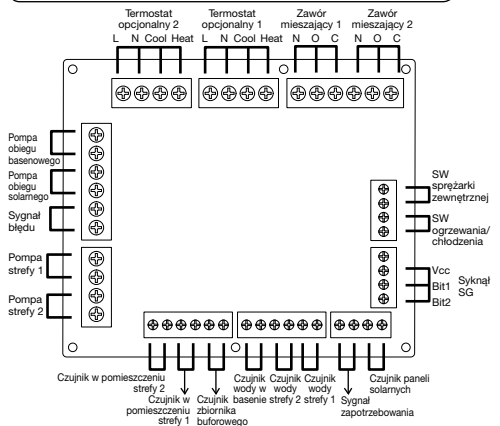 Termostat
opcjonalny 2
L N Cool Heat
Termostat
opcjonalny 1
L N Cool Heat
Zawór
mieszający 1
N O C
Zawór
mieszający 2
N O C
Pompa
obiegu
basenowego
Pompa
obiegu
solarnego
Sygnał
błędu
Pompa
strefy 1
Pompa
strefy 2
SW
sprężarki
zewnętrznej
SW
ogrzewania/
chłodzenia
Vcc
Bit1
Bit2
Syknął
SG
Czujnik w pomieszczeniu
strefy 2
Czujnik w
pomieszczeniu
strefy 1
Czujnik
zbiornika
buforowego
Czujnik
wody w
basenie
Czujnik
wody
strefy 2
Czujnik
wody
strefy 1
Sygnał
zapotrzebowania
Czujnik paneli
solarnych